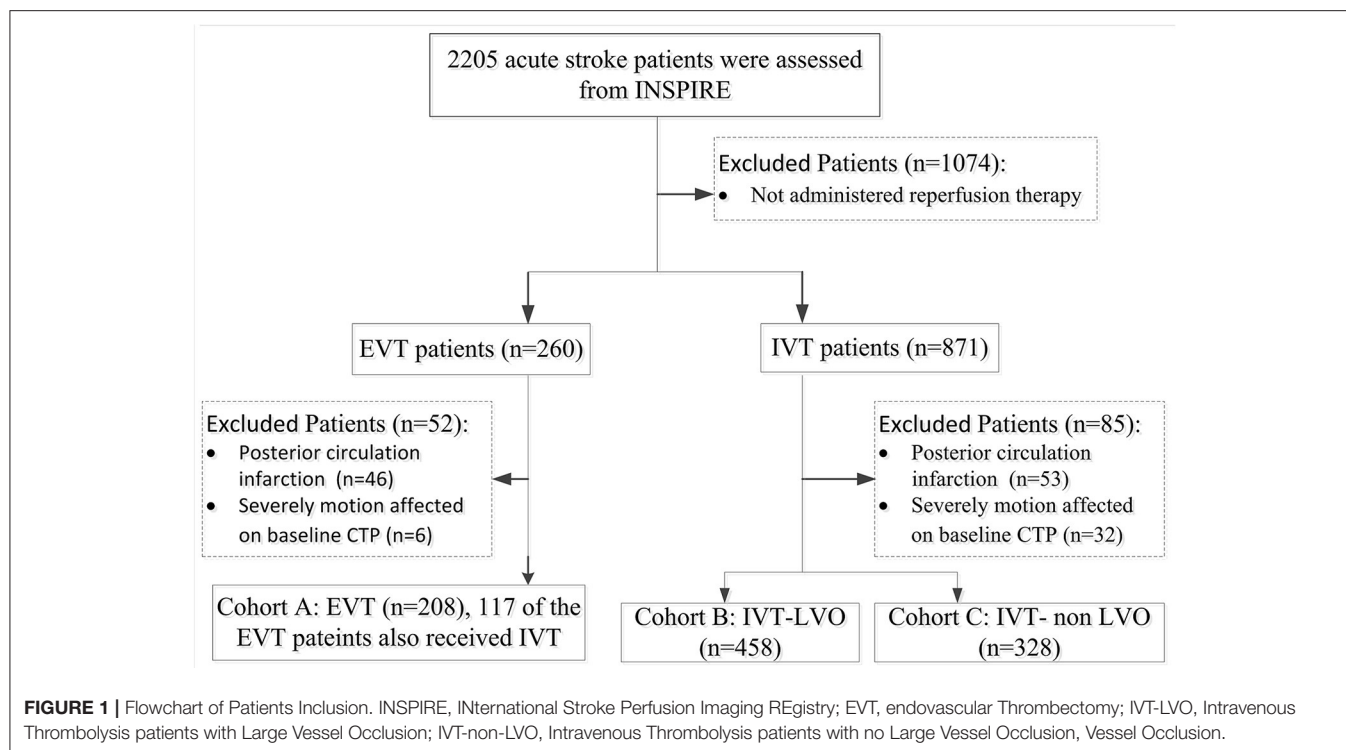 2205 acute stroke patients were assessed
from INSPIRE
Excluded Patients (n=1074):
• Not administered reperfusion therapy
EVT patients (n=260)
IVT patients (n=871)
Excluded Patients (n=52):
• Posterior circulation
infarction (n=46)
• Severely motion affected
on baseline CTP (n=6)
Excluded Patients (n=85):
• Posterior circulation
infarction (n=53)
• Severely motion affected
on baseline CTP (n=32)
Cohort A: EVT (n=208), 117 of the
EVT pateints also received IVT
Cohort B: IVT-LVO
(n=458)
Cohort C: IVT- non LVO
(n=328)
FIGURE 1 | Flowchart of Patients Inclusion. INSPIRE, INternational Stroke Perfusion Imaging REgistry; EVT, endovascular Thrombectomy; IVT-LVO, Intravenous
Thrombolysis patients with Large Vessel Occlusion; IVT-non-LVO, Intravenous Thrombolysis patients with no Large Vessel Occlusion, Vessel Occlusion.